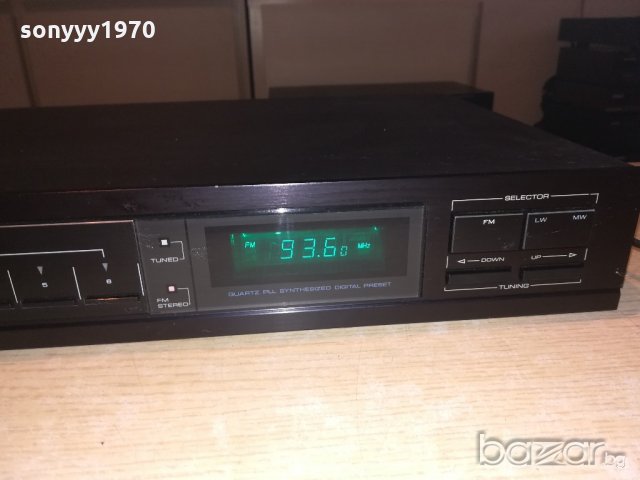 sonyyy1970
SELECTOR
FM LW MW
DOWN UP
TUNING
FM 93.60 MHz
TUNED
FM STEREO
5 6
QUARTZ PLL SYNTHESIZED DIGITAL PRESET
bazar.bg